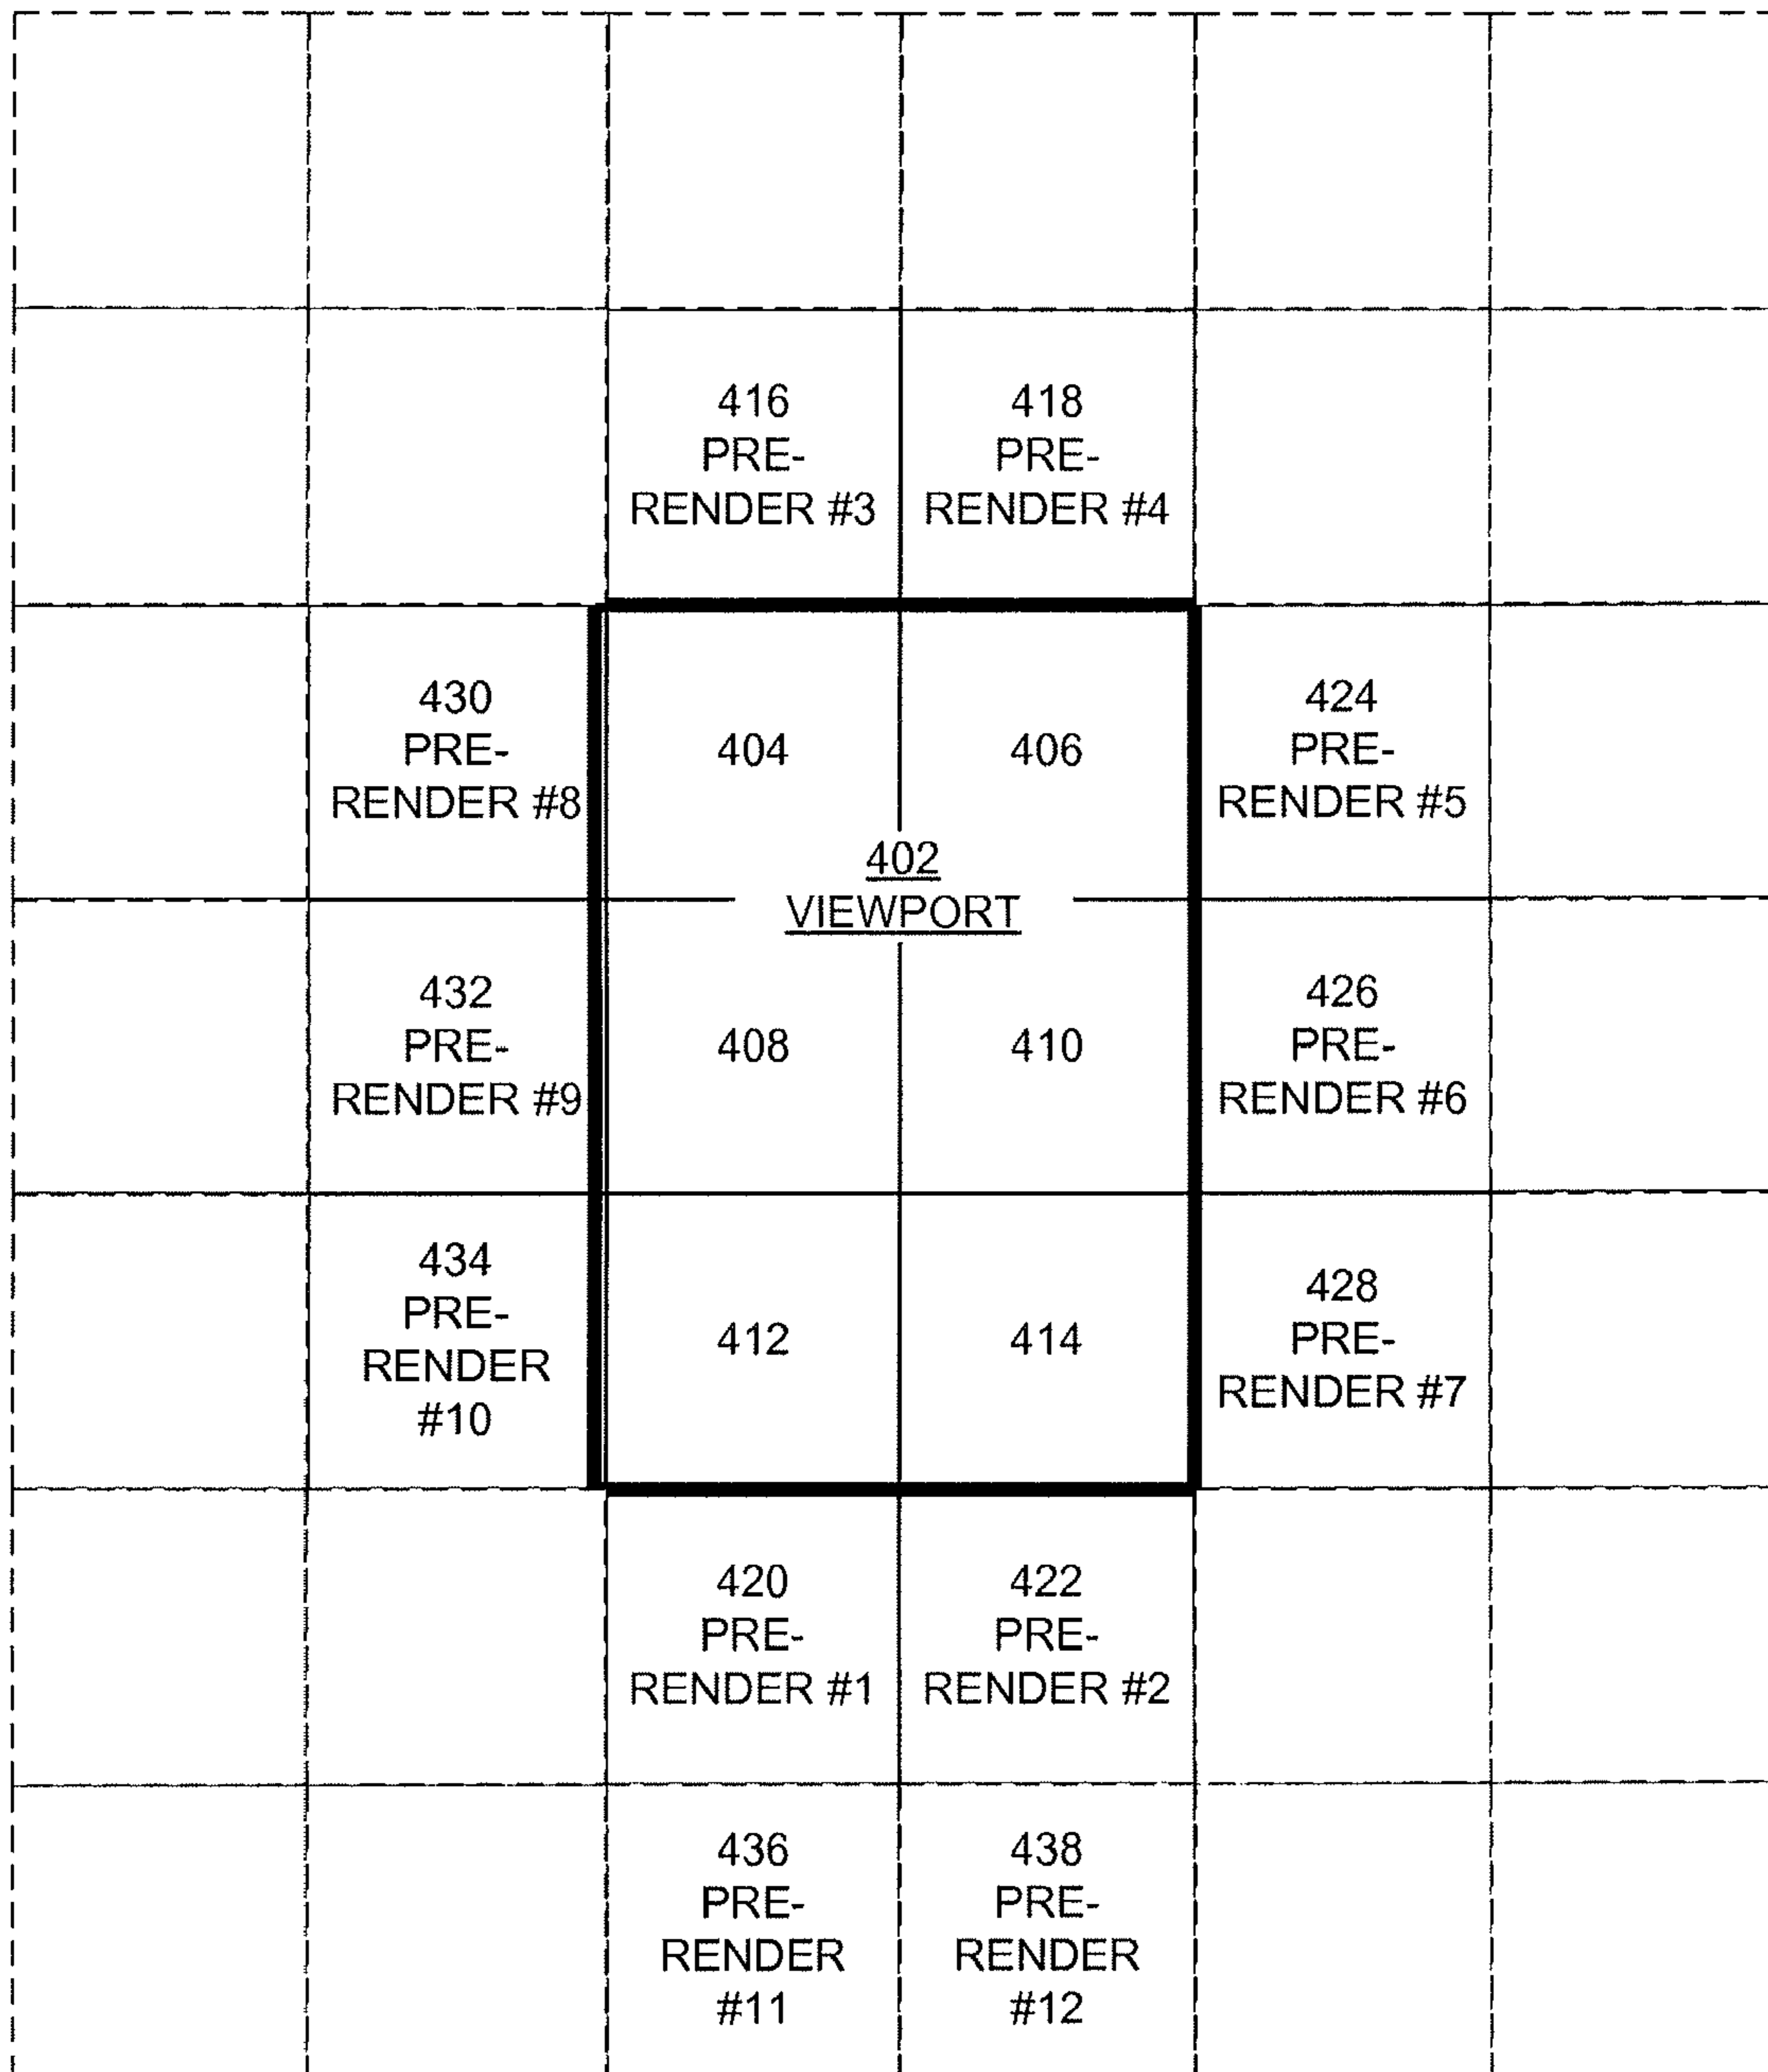 416
PRE-
RENDER #3
418
PRE-
RENDER #4
430
PRE-
RENDER #8
404
406
424
PRE-
RENDER #5
402
VIEWPORT
432
PRE-
RENDER #9
408
410
426
PRE-
RENDER #6
434
PRE-
RENDER
#10
412
414
428
PRE-
RENDER #7
420
PRE-
RENDER #1
422
PRE-
RENDER #2
436
PRE-
RENDER
#11
438
PRE-
RENDER
#12